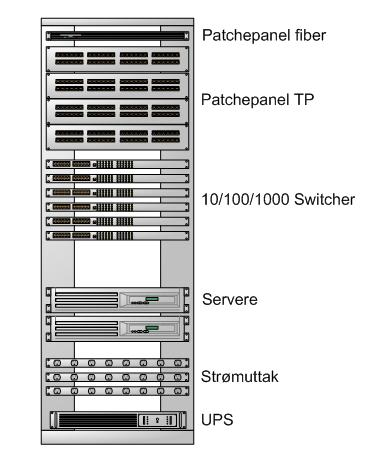 Patchepanel fiber
Patchepanel TP
10/100/1000 Switcher
Servere
Strømuttak
UPS